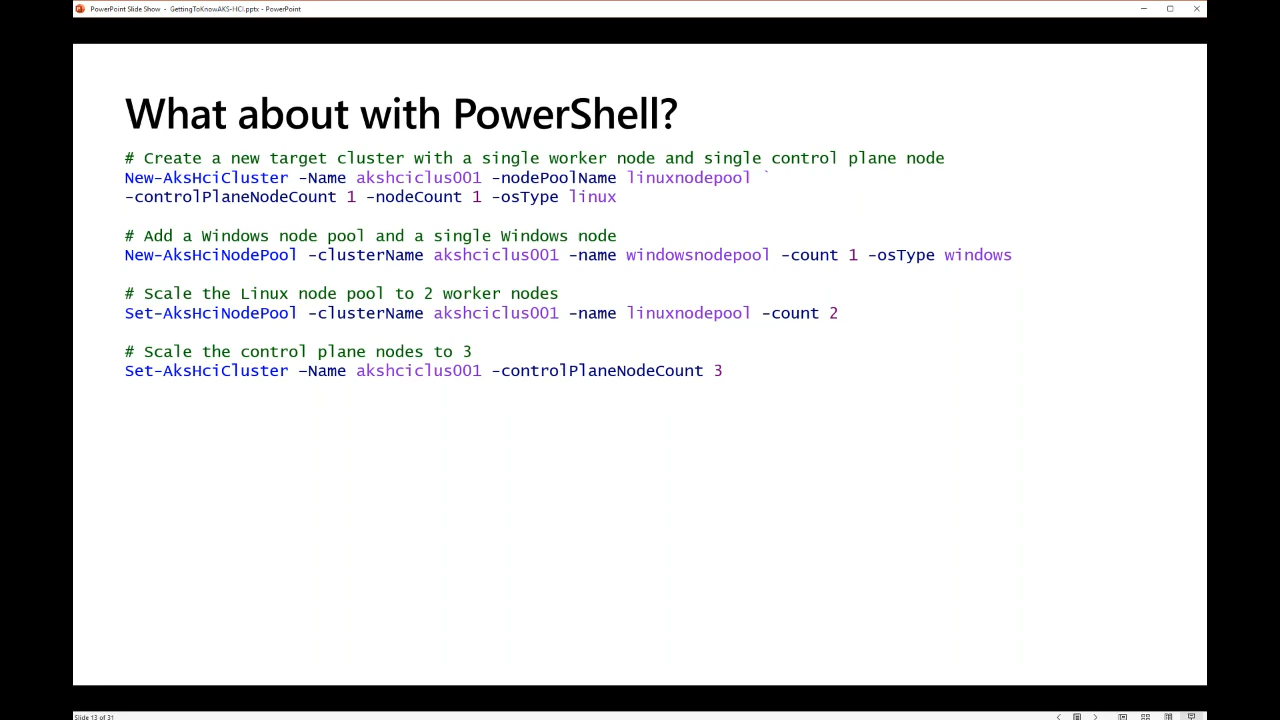 PowerPoint Slide Show - GettingToKnowAKS-HCI.pptx - PowerPoint
What about with PowerShell?
# Create a new target cluster with a single worker node and single control plane node
New-AksHciCluster -Name akshciclus001 -nodePoolName linuxnodepool `
-controlPlaneNodeCount 1 -nodeCount 1 -osType linux
# Add a Windows node pool and a single Windows node
New-AksHciNodePool -clusterName akshciclus001 -name windowsnodepool -count 1 -osType windows
# Scale the Linux node pool to 2 worker nodes
Set-AksHciNodePool -clusterName akshciclus001 -name linuxnodepool -count 2
# Scale the control plane nodes to 3
Set-AksHciCluster –Name akshciclus001 -controlPlaneNodeCount 3
Slide 13 of 31